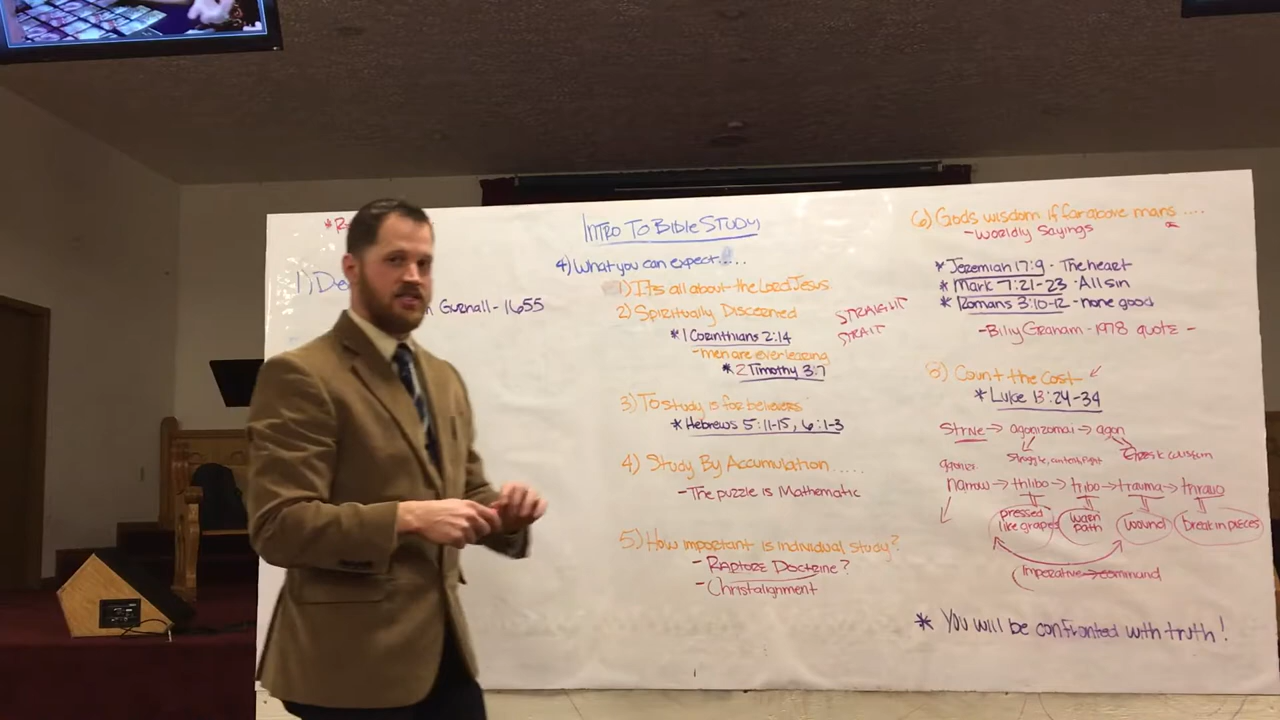 INTRO TO BIBLE STUDY
*R
1) De
Gurnall - 1655
4) What you can expect.....
1) It's all about the Lord Jesus
2) Spiritually Discerned
*1 Corinthians 2:14
-men are ever learing
*2 Timothy 3:7
STRAIGHT
STRAIT
3) To study is for believers
*Hebrews 5:11-15, 6:1-3
4) Study By Accumulation.....
-The puzzle is Mathematic
5) How important is individual study?
- RAPTURE DOCTRINE?
- Christalignment
6) Gods wisdom if far above mans....
-Worldly Sayings
*Jeremiah 17:9 - The heart
*Mark 7:21-23 - All sin
*Romans 3:10-12 - none good
-Billy Graham - 1978 quote -
8) Count the Cost
*Luke 13:24-34
Strive → agonizomai → agon
Struggle, contend, fight
narrow → thlibo → tribo → trauma → thrauo
pressed like grapes
worn path
wound
break in pieces
Imperative → command
* You will be confronted with truth!